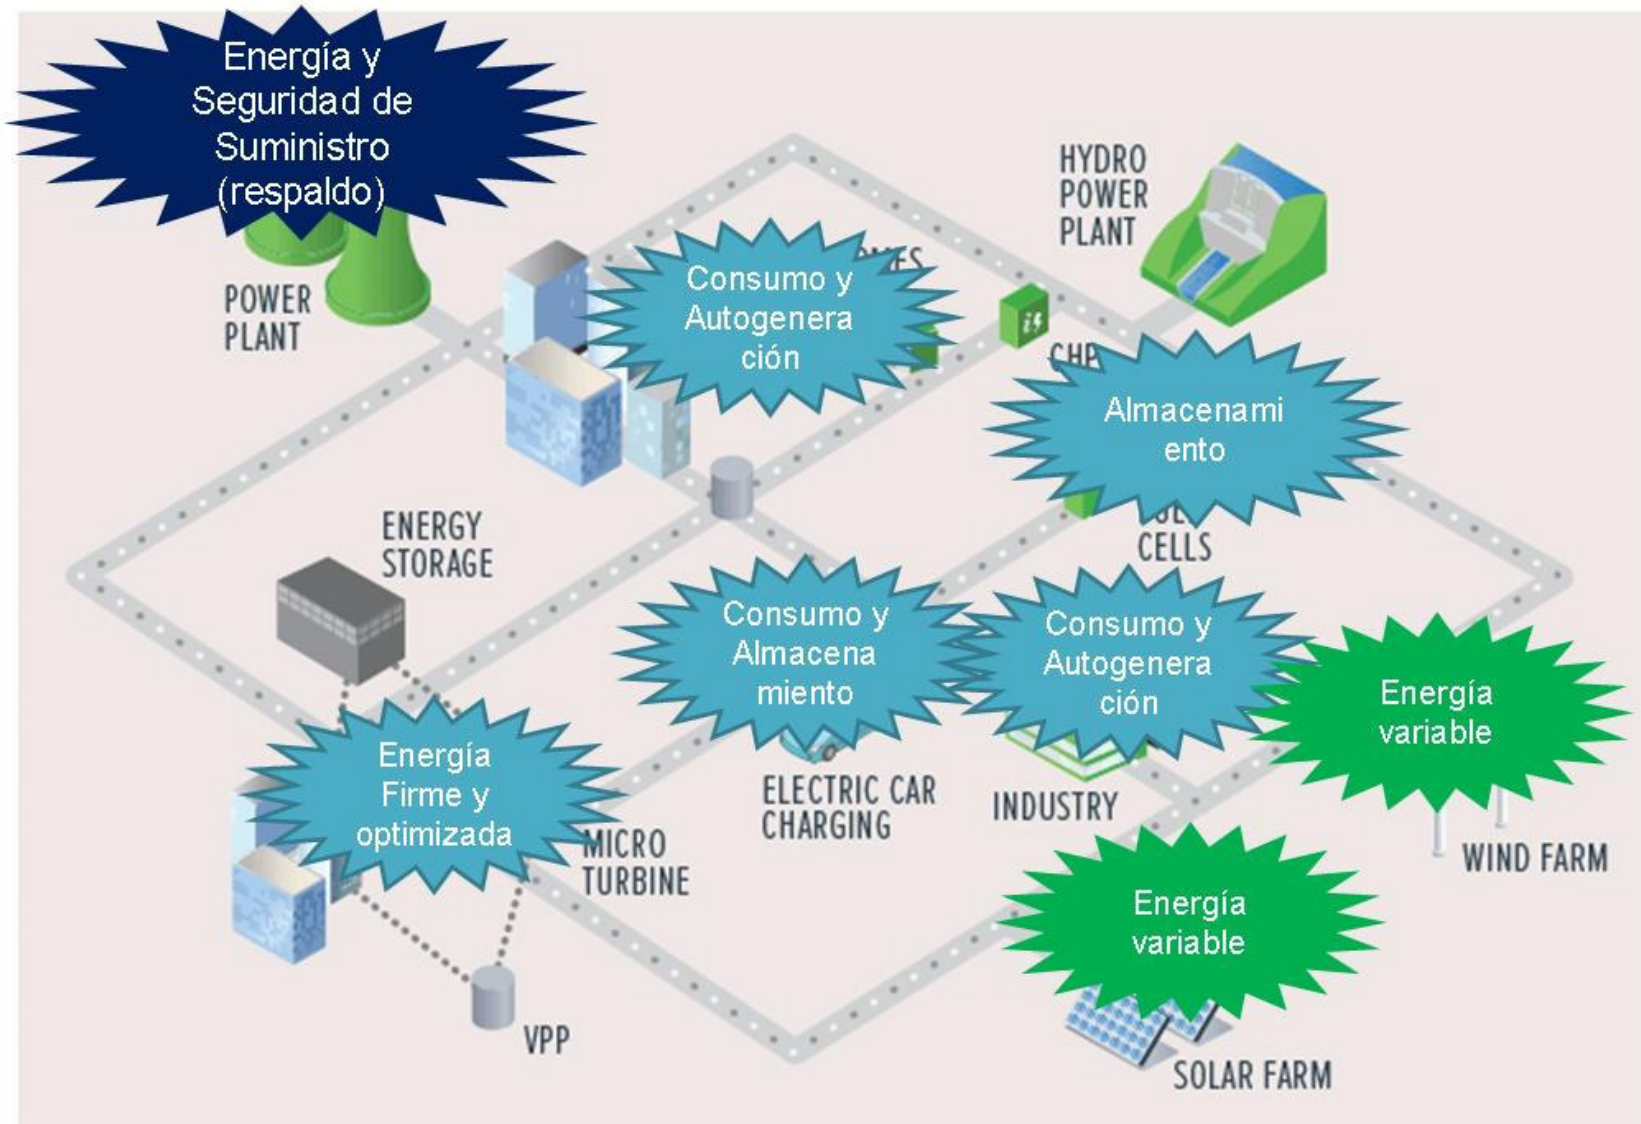 Energía y
Seguridad de
Suministro
(respaldo)
POWER
PLANT
HYDRO
POWER
PLANT
Consumo y
Autogenera
ción
CHP
Almacenami
ento
ENERGY
STORAGE
CELLS
Consumo y
Almacena
miento
Consumo y
Autogenera
ción
Energía
variable
Energía
Firme y
optimizada
ELECTRIC CAR
CHARGING
INDUSTRY
MICRO
TURBINE
WIND FARM
Energía
variable
VPP
SOLAR FARM